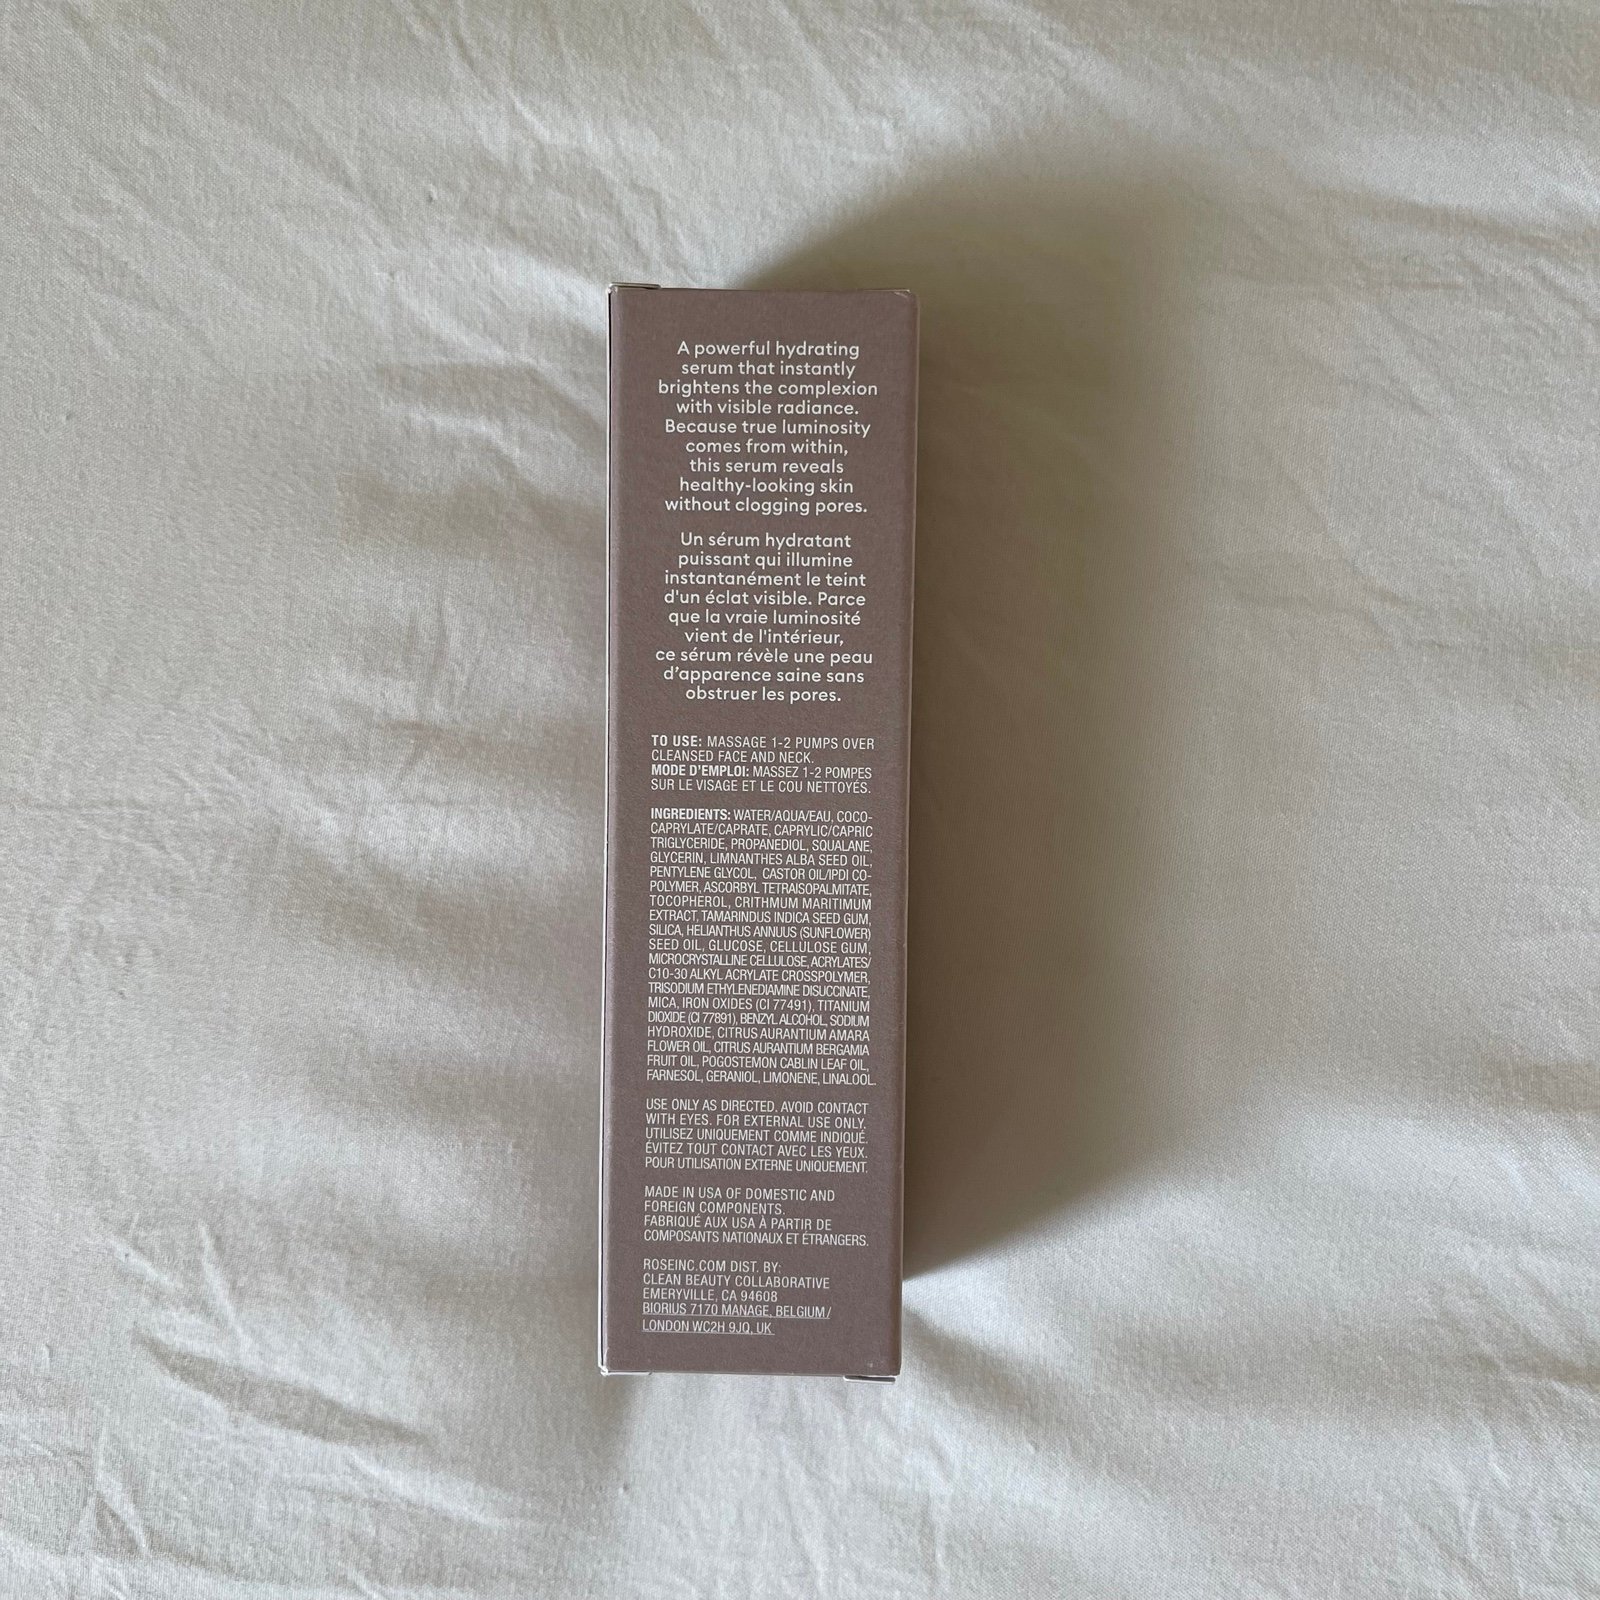 A powerful hydrating
serum that instantly
brightens the complexion
with visible radiance.
Because true luminosity
comes from within,
this serum reveals
healthy-looking skin
without clogging pores.
Un sérum hydratant
puissant qui illumine
instantanément le teint
d'un éclat visible. Parce
que la vraie luminosité
vient de l'intérieur,
ce sérum révèle une peau
d’apparence saine sans
obstruer les pores.
TO USE: MASSAGE 1-2 PUMPS OVER
CLEANSED FACE AND NECK.
MODE D’EMPLOI: MASSEZ 1-2 POMPES
SUR LE VISAGE ET LE COU NETTOYÉS.
INGREDIENTS: WATER/AQUA/EAU, COCO-
CAPRYLATE/CAPRATE, CAPRYLIC/CAPRIC
TRIGLYCERIDE, PROPANEDIOL, SQUALANE,
GLYCERIN, LIMNANTHES ALBA SEED OIL,
PENTYLENE GLYCOL, CASTOR OIL/IPDI CO-
POLYMER, ASCORBYL TETRAISOPALMITATE,
TOCOPHEROL, CRITHMUM MARITIMUM
EXTRACT, TAMARINDUS INDICA SEED GUM,
SILICA, HELIANTHUS ANNUUS (SUNFLOWER)
SEED OIL, GLUCOSE, CELLULOSE GUM,
MICROCRYSTALLINE CELLULOSE, ACRYLATES/
C10-30 ALKYL ACRYLATE CROSSPOLYMER,
TRISODIUM ETHYLENEDIAMINE DISUCCINATE,
MICA, IRON OXIDES (CI 77491), TITANIUM
DIOXIDE (CI 77891), BENZYL ALCOHOL, SODIUM
HYDROXIDE, CITRUS AURANTIUM AMARA
FLOWER OIL, CITRUS AURANTIUM BERGAMIA
FRUIT OIL, POGOSTEMON CABLIN LEAF OIL,
FARNESOL, GERANIOL, LIMONENE, LINALOOL.
USE ONLY AS DIRECTED. AVOID CONTACT
WITH EYES. FOR EXTERNAL USE ONLY.
UTILISEZ UNIQUEMENT COMME INDIQUÉ.
ÉVITEZ TOUT CONTACT AVEC LES YEUX.
POUR UTILISATION EXTERNE UNIQUEMENT.
MADE IN USA OF DOMESTIC AND
FOREIGN COMPONENTS.
FABRIQUÉ AUX USA À PARTIR DE
COMPOSANTS NATIONAUX ET ÉTRANGERS.
ROSEINC.COM DIST. BY:
CLEAN BEAUTY COLLABORATIVE
EMERYVILLE, CA 94608
BIORIUS 7170 MANAGE, BELGIUM /
LONDON WC2H 9JQ, UK